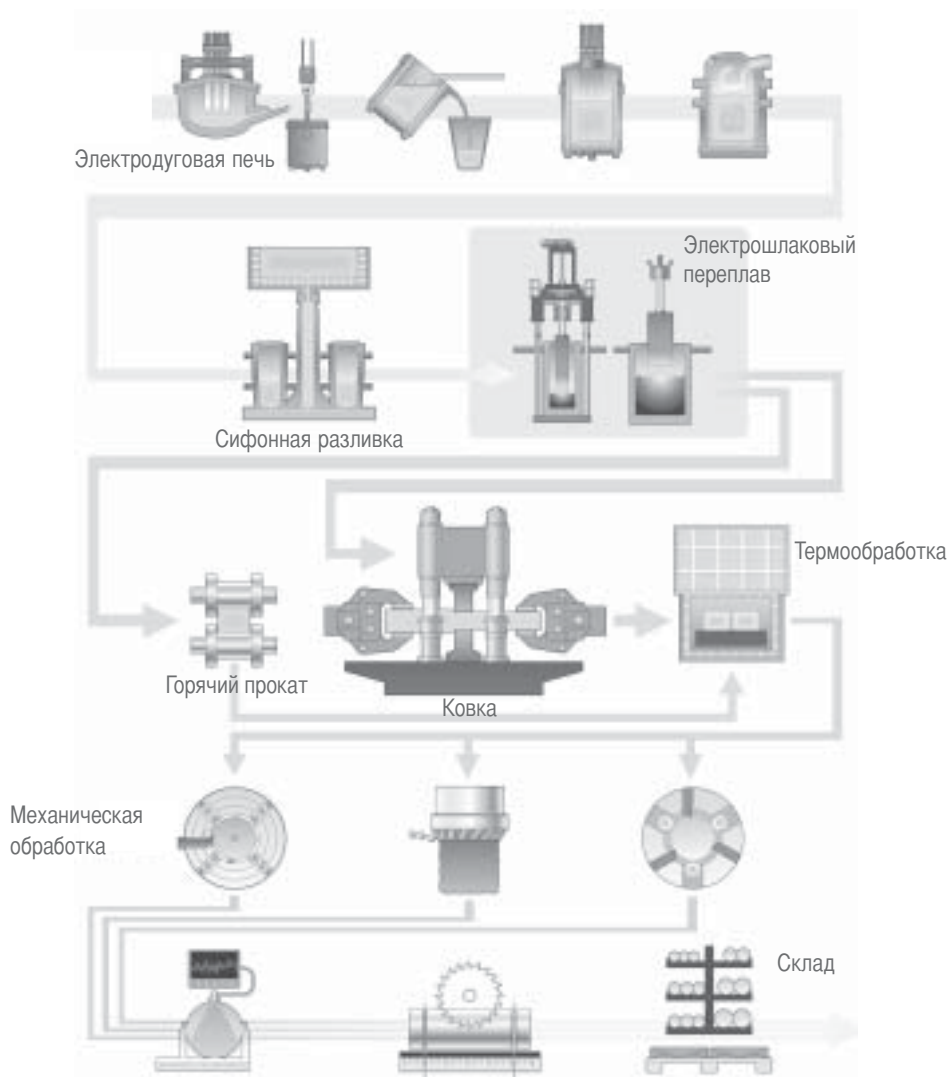 Электродуговая печь
Электрошлаковый
переплав
Сифонная разливка
Термообработка
Горячий прокат
Ковка
Механическая
обработка
Склад